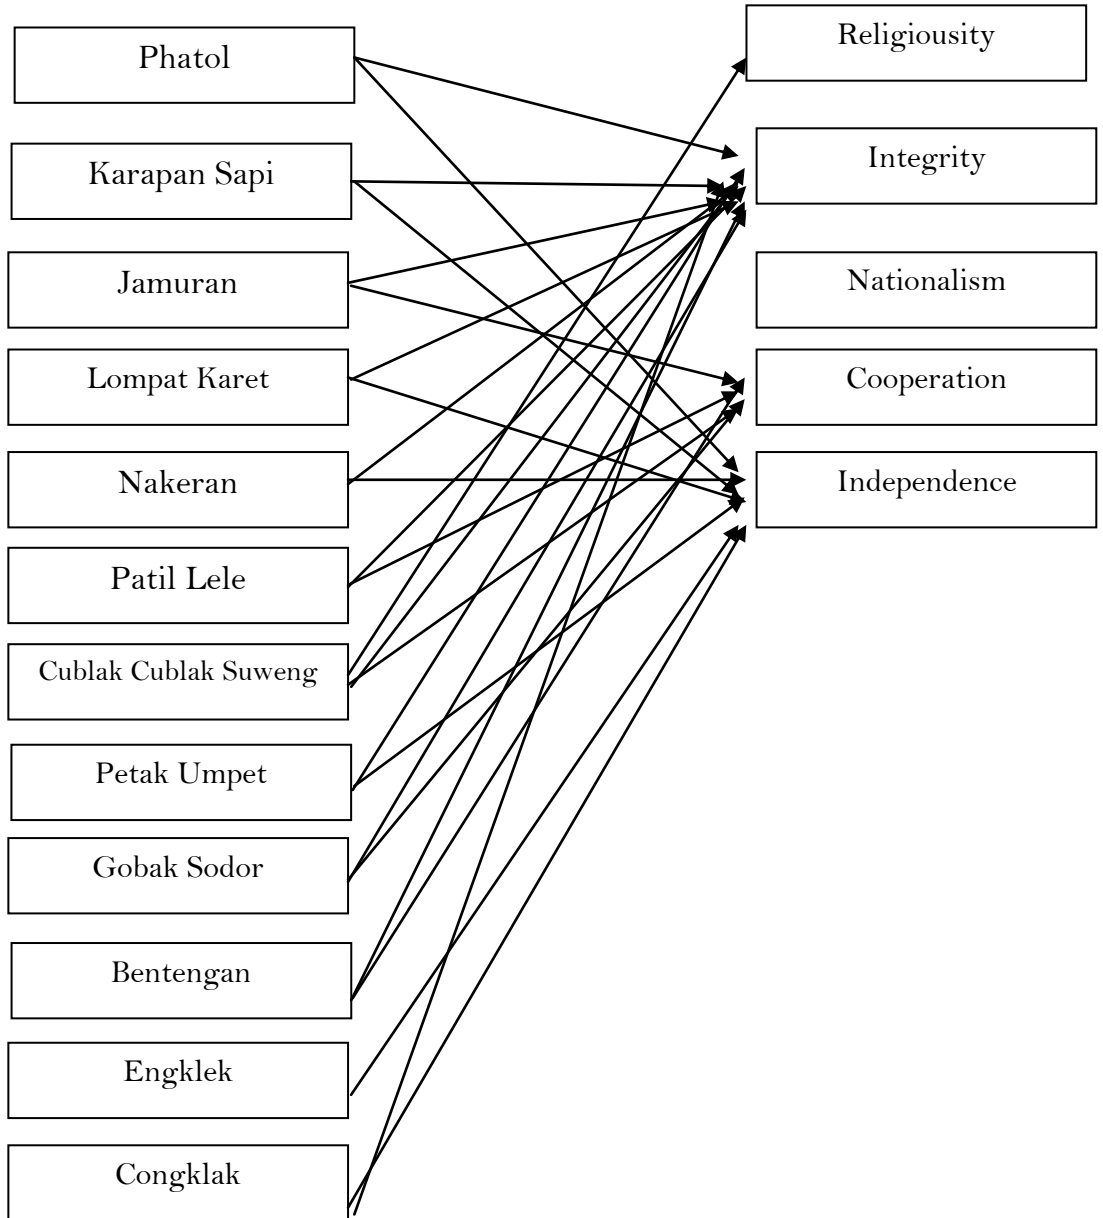 Phatol
Karapan Sapi
Jamuran
Lompat Karet
Nakeran
Patil Lele
Cublak Cublak Suweng
Petak Umpet
Gobak Sodor
Bentengan
Engklek
Congklak
Religiousity
Integrity
Nationalism
Cooperation
Independence